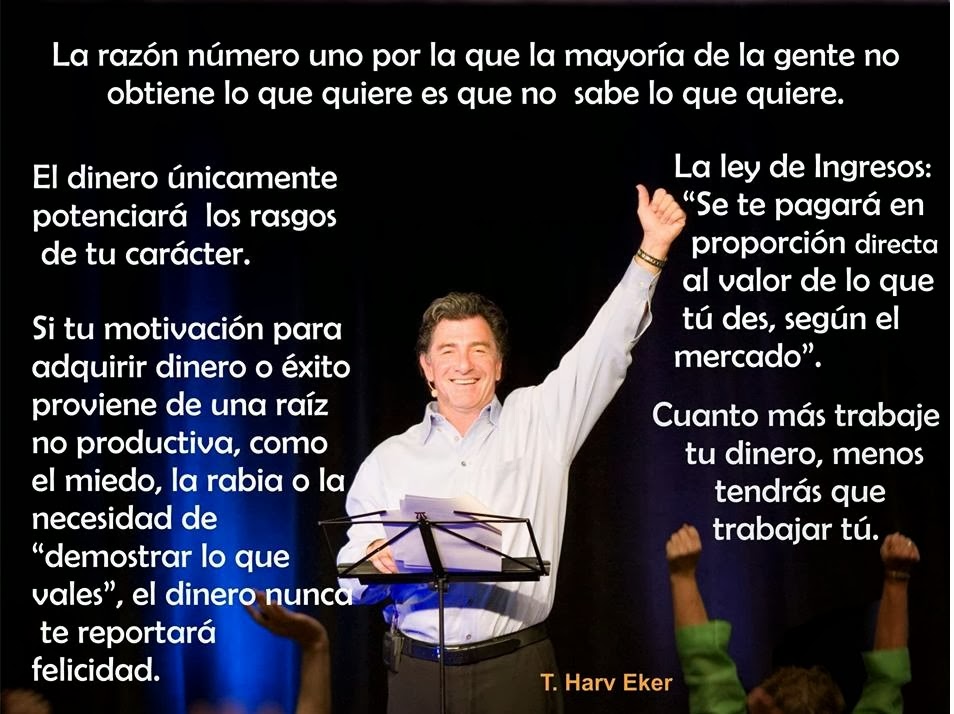 La razón número uno por la que la mayoría de la gente no
obtiene lo que quiere es que no sabe lo que quiere.
El dinero únicamente
potenciará los rasgos
de tu carácter.
Si tu motivación para
adquirir dinero o éxito
proviene de una raíz
no productiva, como
el miedo, la rabia o la
necesidad de
“demostrar lo que
vales”, el dinero nunca
te reportará
felicidad.
La ley de Ingresos:
“Se te pagará en
proporción directa
al valor de lo que
tú des, según el
mercado”.
Cuanto más trabaje
tu dinero, menos
tendrás que
trabajar tú.
T. Harv Eker